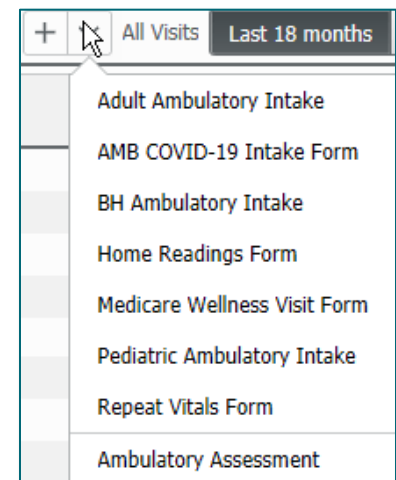 + All Visits Last 18 months
Adult Ambulatory Intake
AMB COVID-19 Intake Form
BH Ambulatory Intake
Home Readings Form
Medicare Wellness Visit Form
Pediatric Ambulatory Intake
Repeat Vitals Form
Ambulatory Assessment